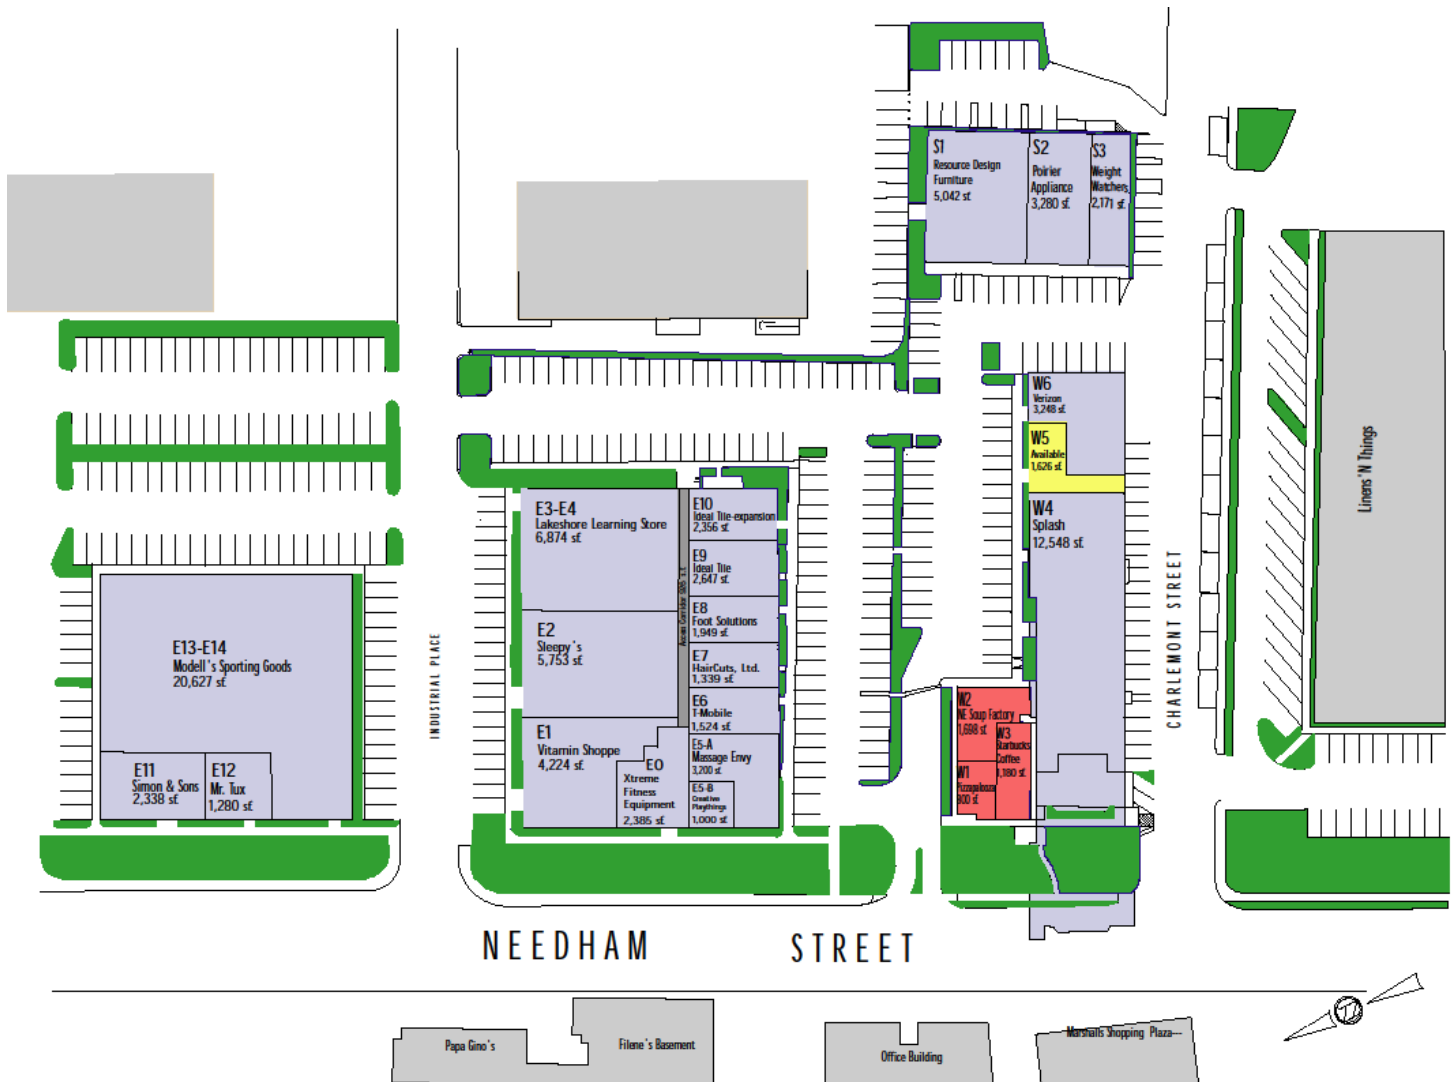 S1
Resource Design
Furniture
5,042 sf.
S2
Poirier
Appliance
3,280 sf.
S3
Weight
Watchers
2,171 sf.
W6
Verizon
3,248 sf.
W5
Available
1,626 sf.
W4
Splash
12,548 sf.
Linens 'N Things
E3-E4
Lakeshore Learning Store
6,874 sf.
E10
Ideal Tile-expansion
2,356 sf.
E9
Ideal Tile
2,647 sf.
E8
Foot Solutions
1,949 sf.
E7
HairCuts, Ltd.
1,339 sf.
E6
T-Mobile
1,524 sf.
E5-A
Massage Envy
3,200 sf.
E5-B
Creative
Playthings
1,000 sf.
E2
Sleepy's
5,753 sf.
E1
Vitamin Shoppe
4,224 sf.
E0
Xtreme
Fitness
Equipment
2,385 sf.
E13-E14
Modell's Sporting Goods
20,627 sf.
E11
Simon & Sons
2,338 sf.
E12
Mr. Tux
1,280 sf.
W2
NE Soup Factory
1,698 sf.
W3
Starbucks
Coffee
1,180 sf.
W1
Pizzapalooza
800 sf.
INDUSTRIAL PLACE
CHARLEMONT STREET
NEEDHAM STREET
Papa Gino's
Filene's Basement
Office Building
Marshalls Shopping Plaza---